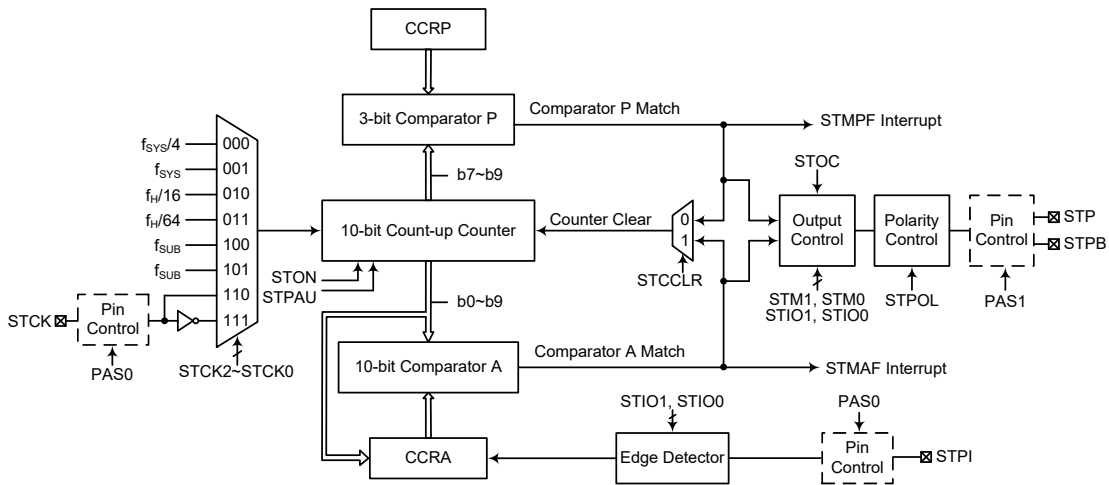 CCRP
3-bit Comparator P
Comparator P Match
STMPF Interrupt
b7~b9
fSYS/4
000
fSYS
001
fH/16
010
fH/64
011
fSUB
100
fSUB
101
110
111
STCK
Pin
Control
PAS0
STCK2~STCK0
10-bit Count-up Counter
STON
STPAU
Counter Clear
0
1
STCCLR
STOC
Output
Control
STM1, STM0
STIO1, STIO0
Polarity
Control
STPOL
Pin
Control
PAS1
STP
STPB
b0~b9
10-bit Comparator A
Comparator A Match
STMAF Interrupt
CCRA
STIO1, STIO0
Edge Detector
PAS0
Pin
Control
STPI